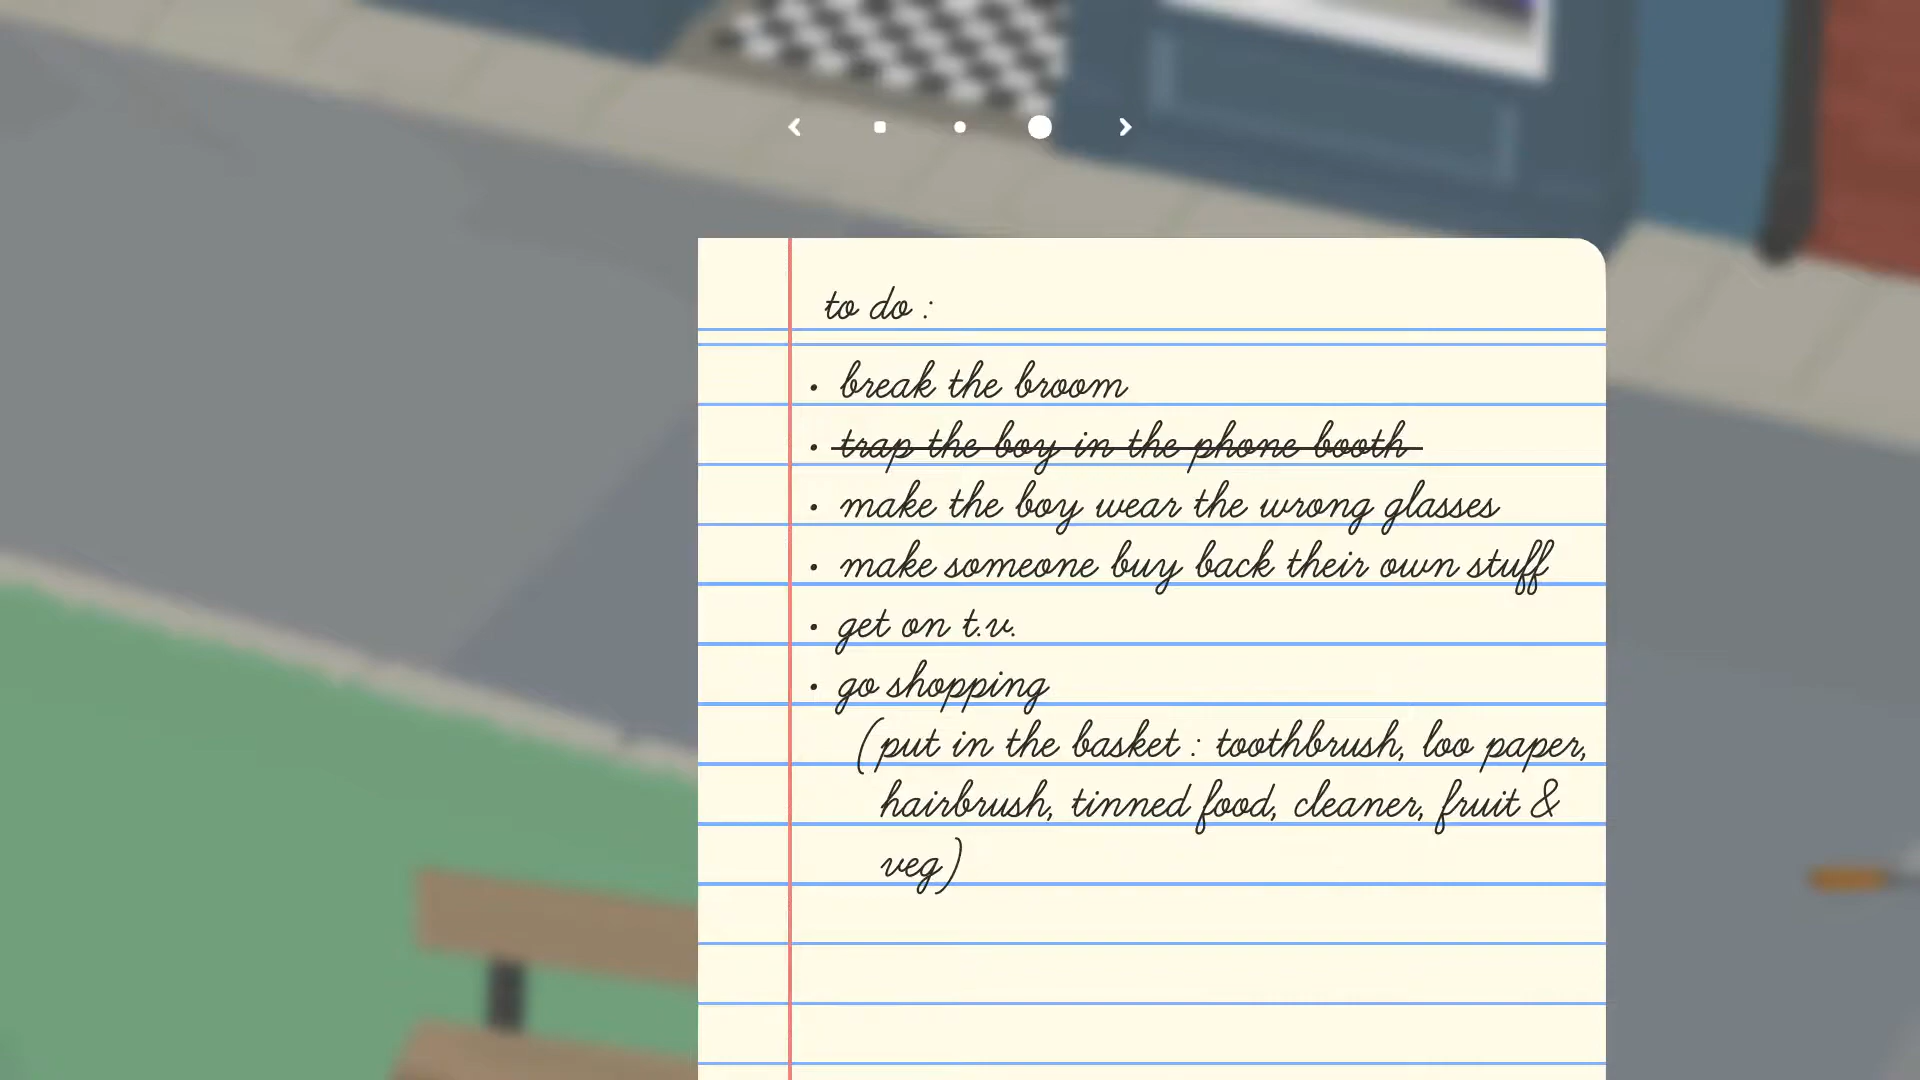 to do :
• break the broom
• trap the boy in the phone booth
• make the boy wear the wrong glasses
• make someone buy back their own stuff
• get on t.v.
• go shopping
(put in the basket : toothbrush, loo paper,
hairbrush, tinned food, cleaner, fruit &
veg)